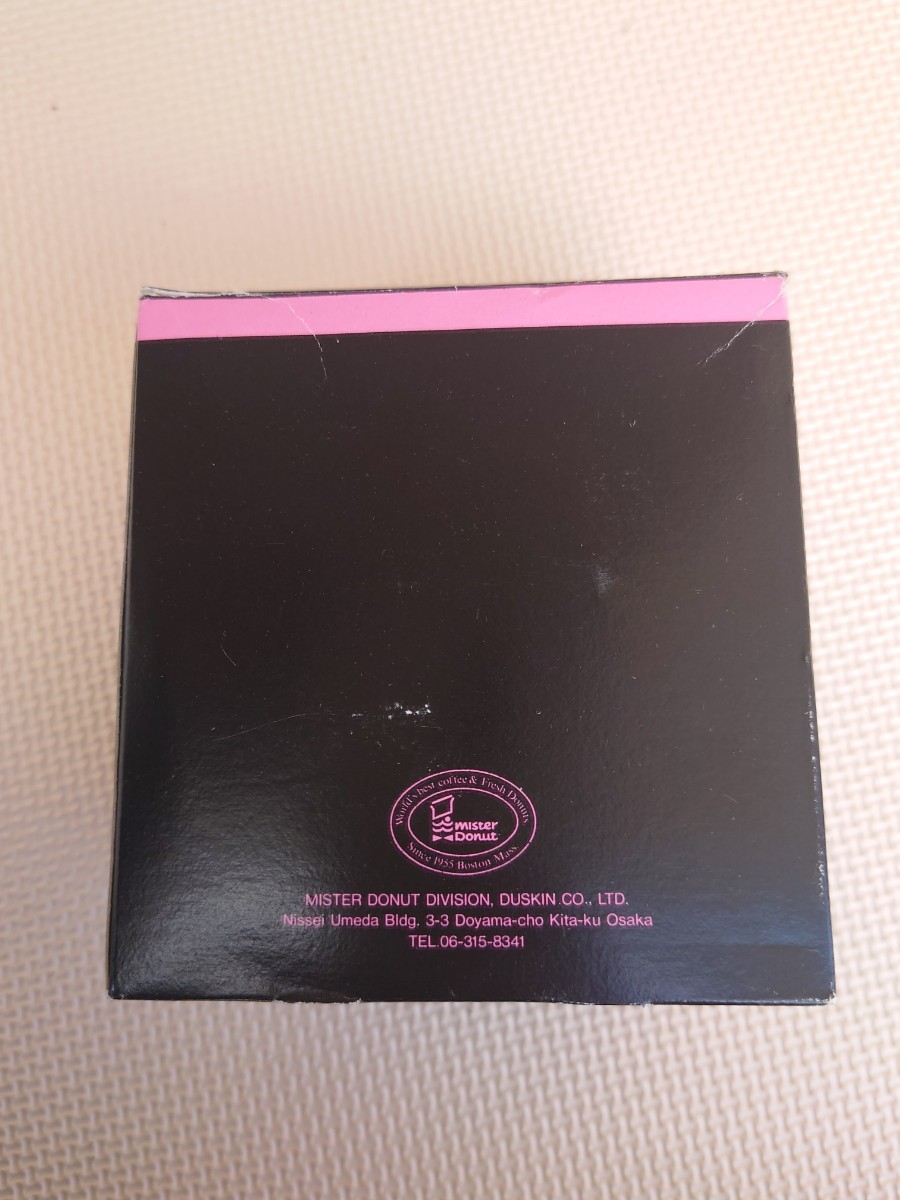 World's best coffee & Fresh Donuts.
mister
Donut
Since 1955 Boston Mass.
MISTER DONUT DIVISION, DUSKIN CO., LTD.
Nissei Umeda Bldg. 3-3 Doyama-cho Kita-ku Osaka
TEL.06-315-8341